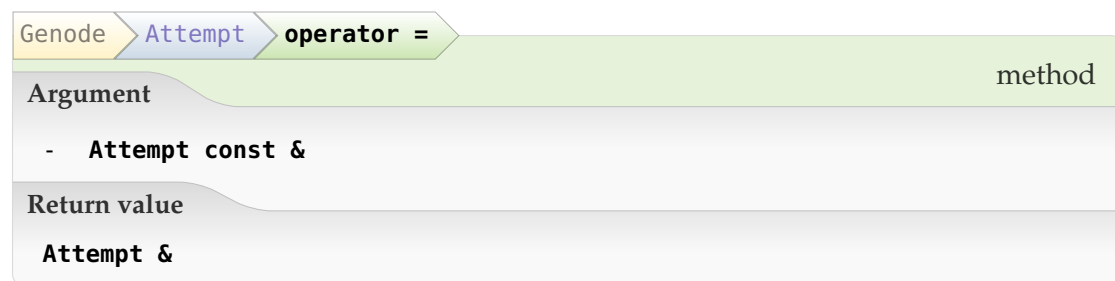 Genode Attempt operator =
method
Argument
- Attempt const &
Return value
Attempt &